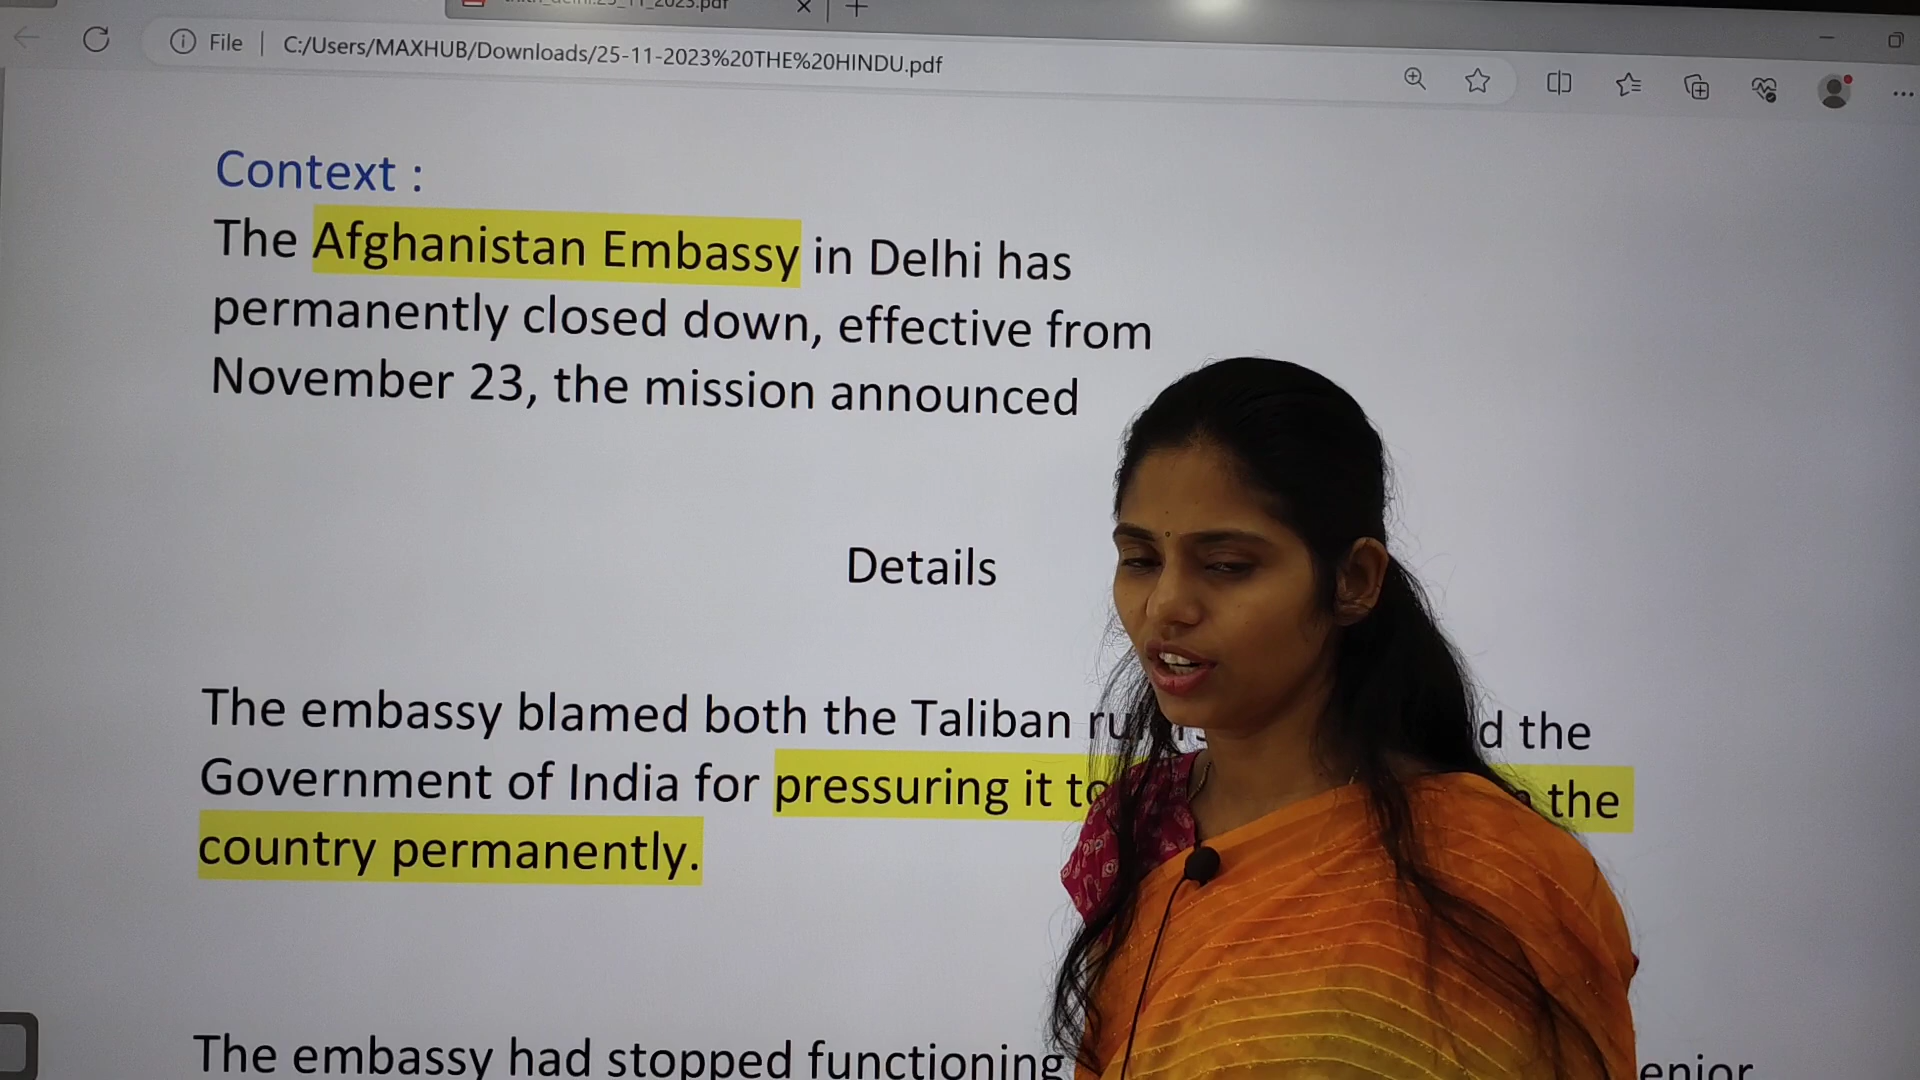 File | C:/Users/MAXHUB/Downloads/25-11-2023%20THE%20HINDU.pdf
Context :
The Afghanistan Embassy in Delhi has
permanently closed down, effective from
November 23, the mission announced
Details
The embassy blamed both the Taliban the
Government of India for pressuring it to the
country permanently.
The embassy had stopped functioning